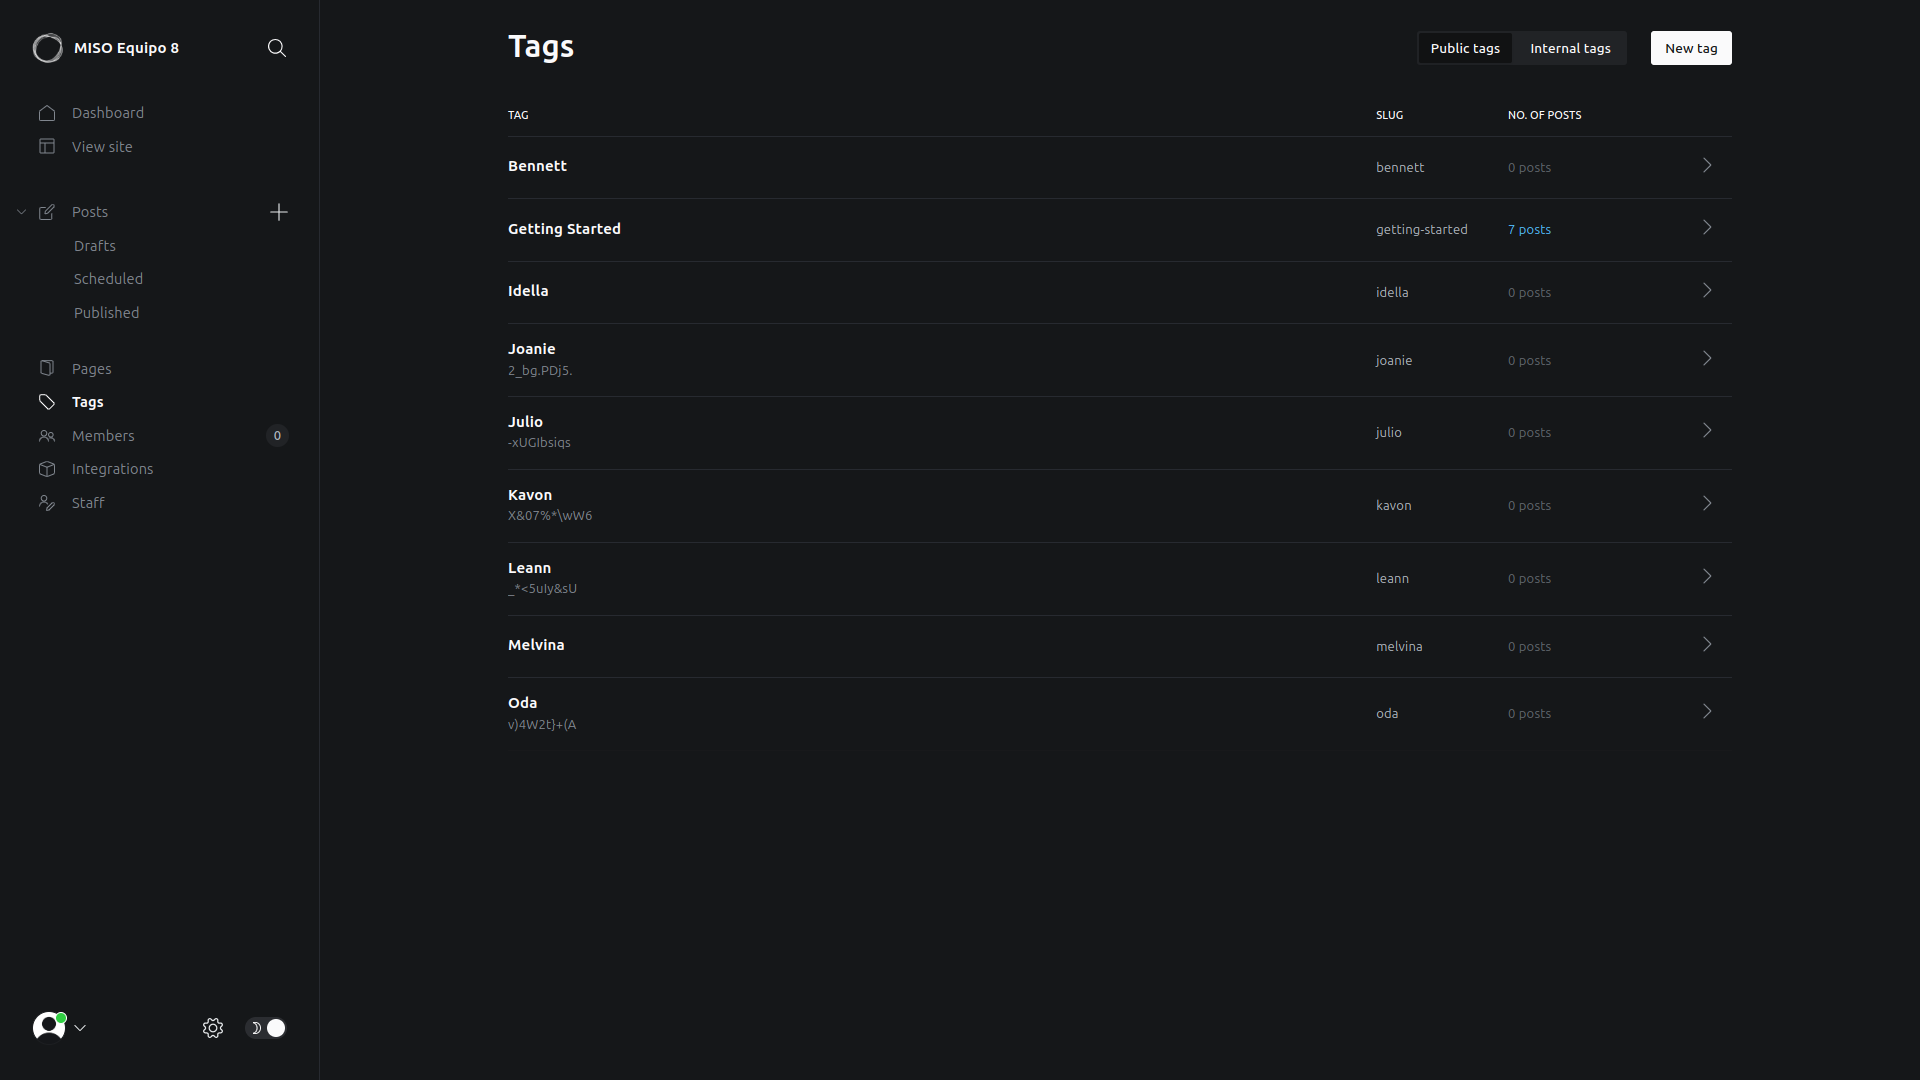 MISO Equipo 8
Dashboard
View site
Posts
Drafts
Scheduled
Published
Pages
Tags
Members 0
Integrations
Staff
Tags
Public tags Internal tags New tag
TAG SLUG NO. OF POSTS
Bennett bennett 0 posts
Getting Started getting-started 7 posts
Idella idella 0 posts
Joanie joanie 0 posts
2_bg.PDj5.
Julio julio 0 posts
-xUGIbsiqs
Kavon kavon 0 posts
X&07%*\wW6
Leann leann 0 posts
_*<5uIy&sU
Melvina melvina 0 posts
Oda oda 0 posts
v)4W2t}+(A